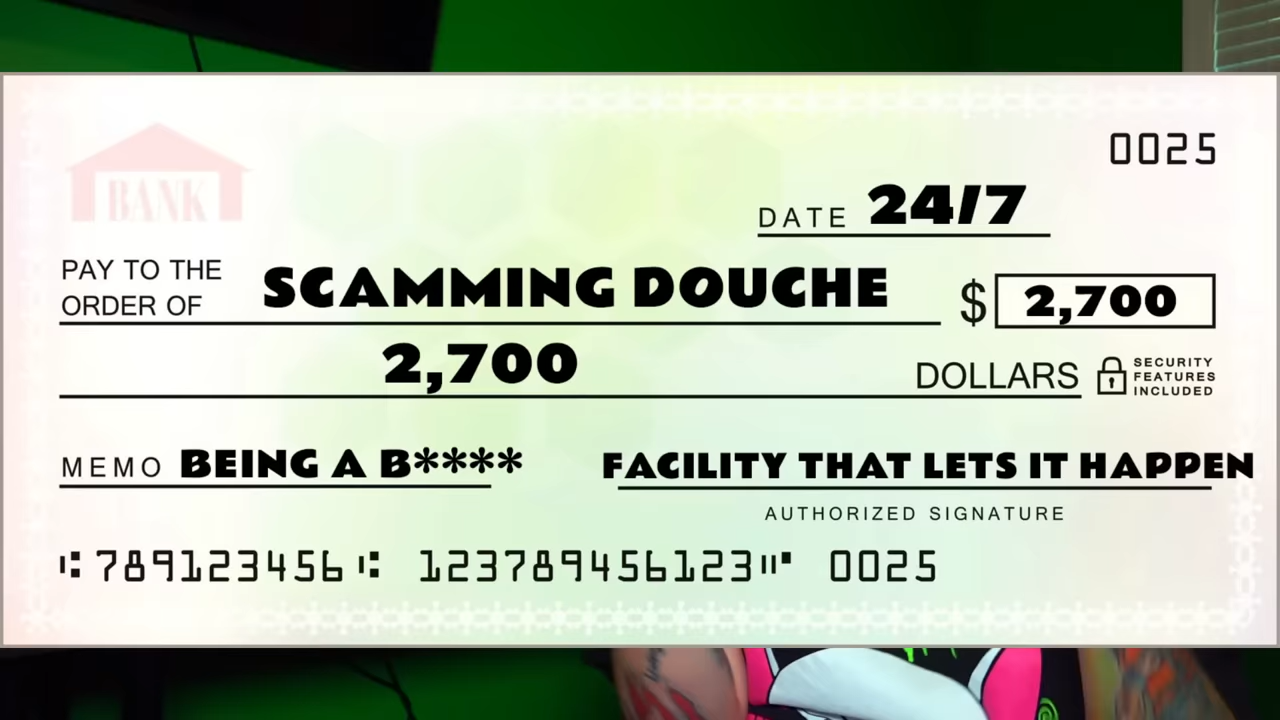 0025
BANK
DATE 24/7
PAY TO THE
ORDER OF SCAMMING DOUCHE $ 2,700
2,700 DOLLARS
SECURITY
FEATURES
INCLUDED
MEMO BEING A B**** FACILITY THAT LETS IT HAPPEN
AUTHORIZED SIGNATURE
⑆789123456⑆ 123789456123⑈ 0025